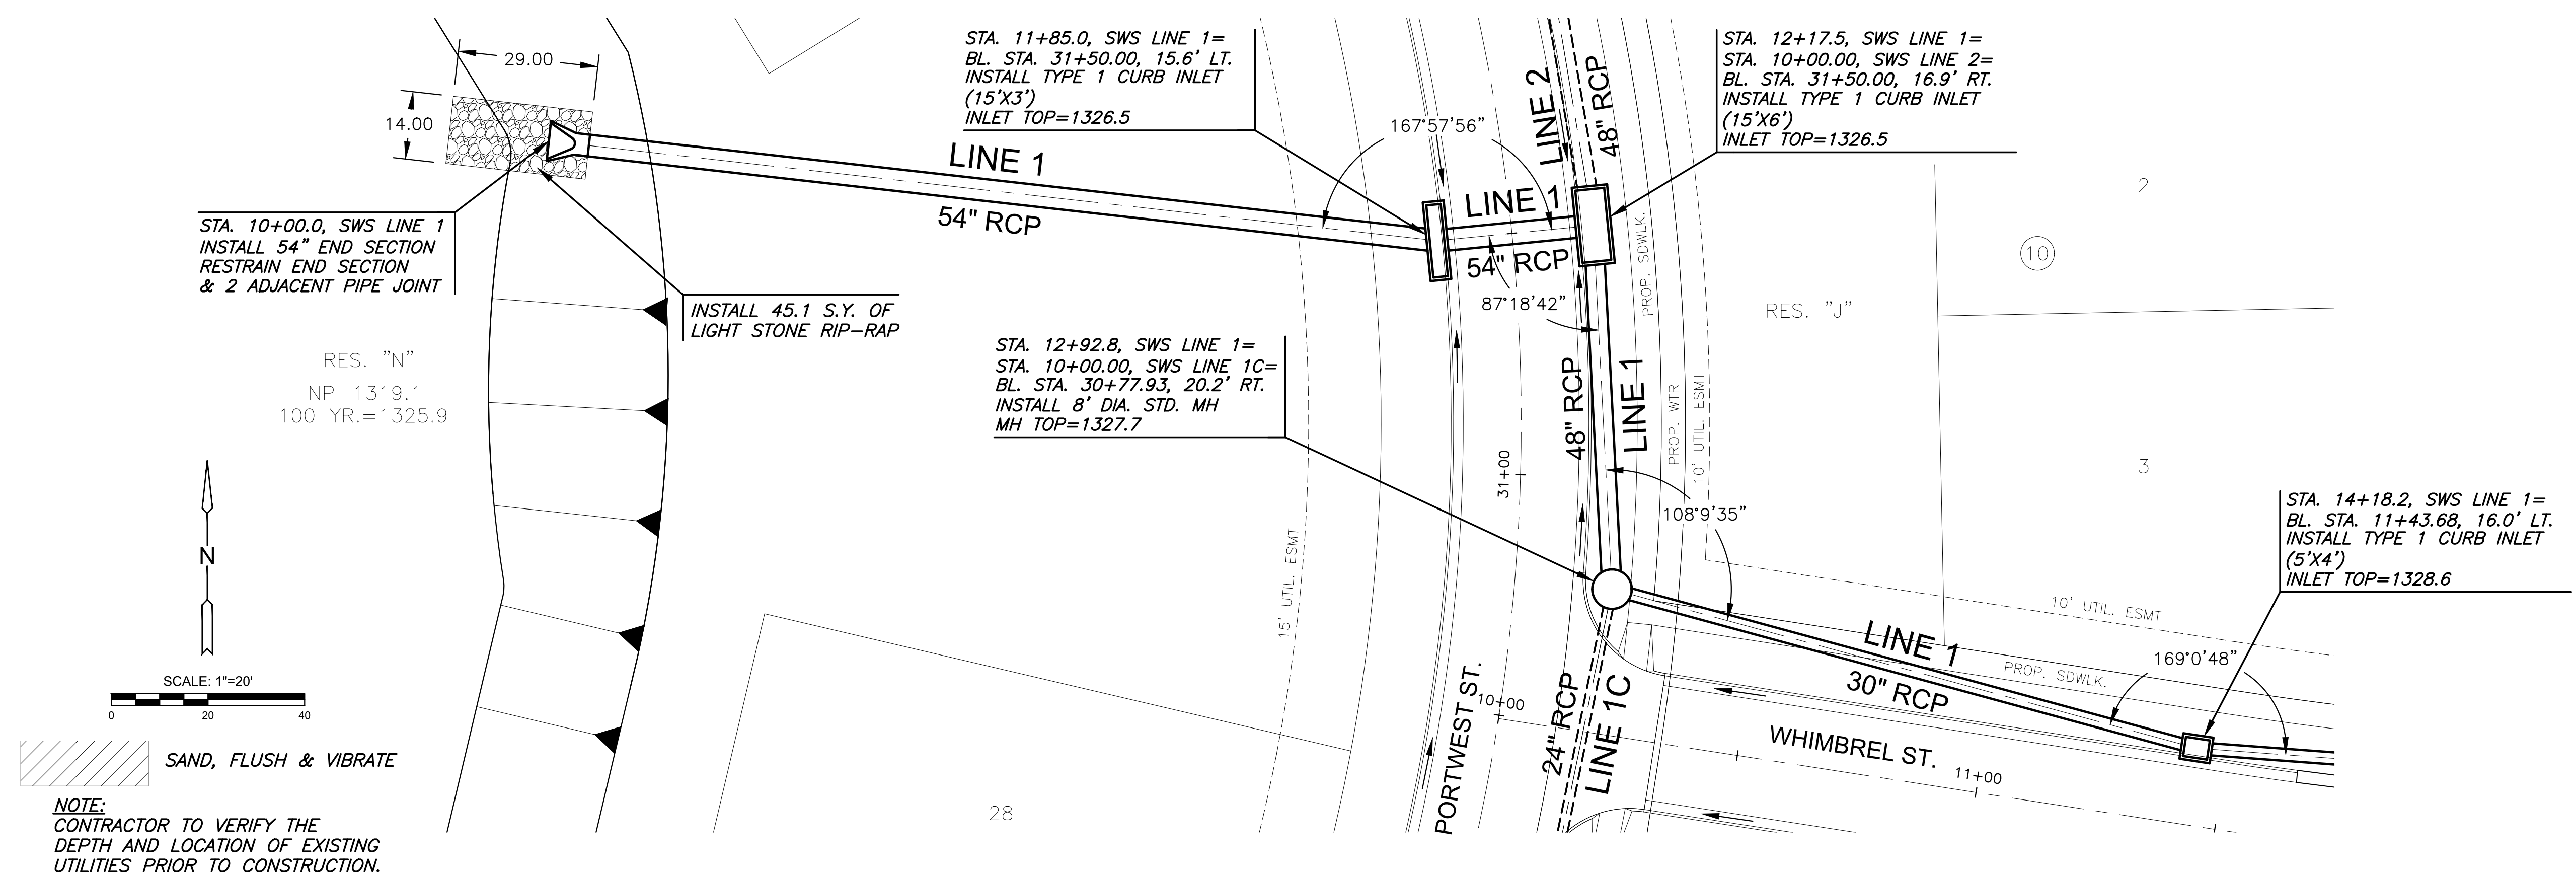 29.00
14.00
STA. 10+00.0, SWS LINE 1
INSTALL 54" END SECTION
RESTRAIN END SECTION
& 2 ADJACENT PIPE JOINT
INSTALL 45.1 S.Y. OF
LIGHT STONE RIP-RAP
RES. "N"
NP=1319.1
100 YR.=1325.9
N
SCALE: 1"=20'
0 20 40
SAND, FLUSH & VIBRATE
NOTE:
CONTRACTOR TO VERIFY THE
DEPTH AND LOCATION OF EXISTING
UTILITIES PRIOR TO CONSTRUCTION.
STA. 11+85.0, SWS LINE 1=
BL. STA. 31+50.00, 15.6' LT.
INSTALL TYPE 1 CURB INLET
(15'X3')
INLET TOP=1326.5
LINE 1
54" RCP
167°57'56"
LINE 1
54" RCP
87°18'42"
LINE 2
48" RCP
STA. 12+17.5, SWS LINE 1=
STA. 10+00.00, SWS LINE 2=
BL. STA. 31+50.00, 16.9' RT.
INSTALL TYPE 1 CURB INLET
(15'X6')
INLET TOP=1326.5
PROP. SDWLK.
RES. "J"
2
10
3
STA. 12+92.8, SWS LINE 1=
STA. 10+00.00, SWS LINE 1C=
BL. STA. 30+77.93, 20.2' RT.
INSTALL 8' DIA. STD. MH
MH TOP=1327.7
48" RCP
LINE 1
PROP. WTR
10' UTIL. ESMT
31+00
108°9'35"
15' UTIL. ESMT
STA. 14+18.2, SWS LINE 1=
BL. STA. 11+43.68, 16.0' LT.
INSTALL TYPE 1 CURB INLET
(5'X4')
INLET TOP=1328.6
10' UTIL. ESMT
LINE 1
30" RCP
PROP. SDWLK.
169°0'48"
PORTWEST ST.
10+00
24" RCP
LINE 1C
WHIMBREL ST.
11+00
28